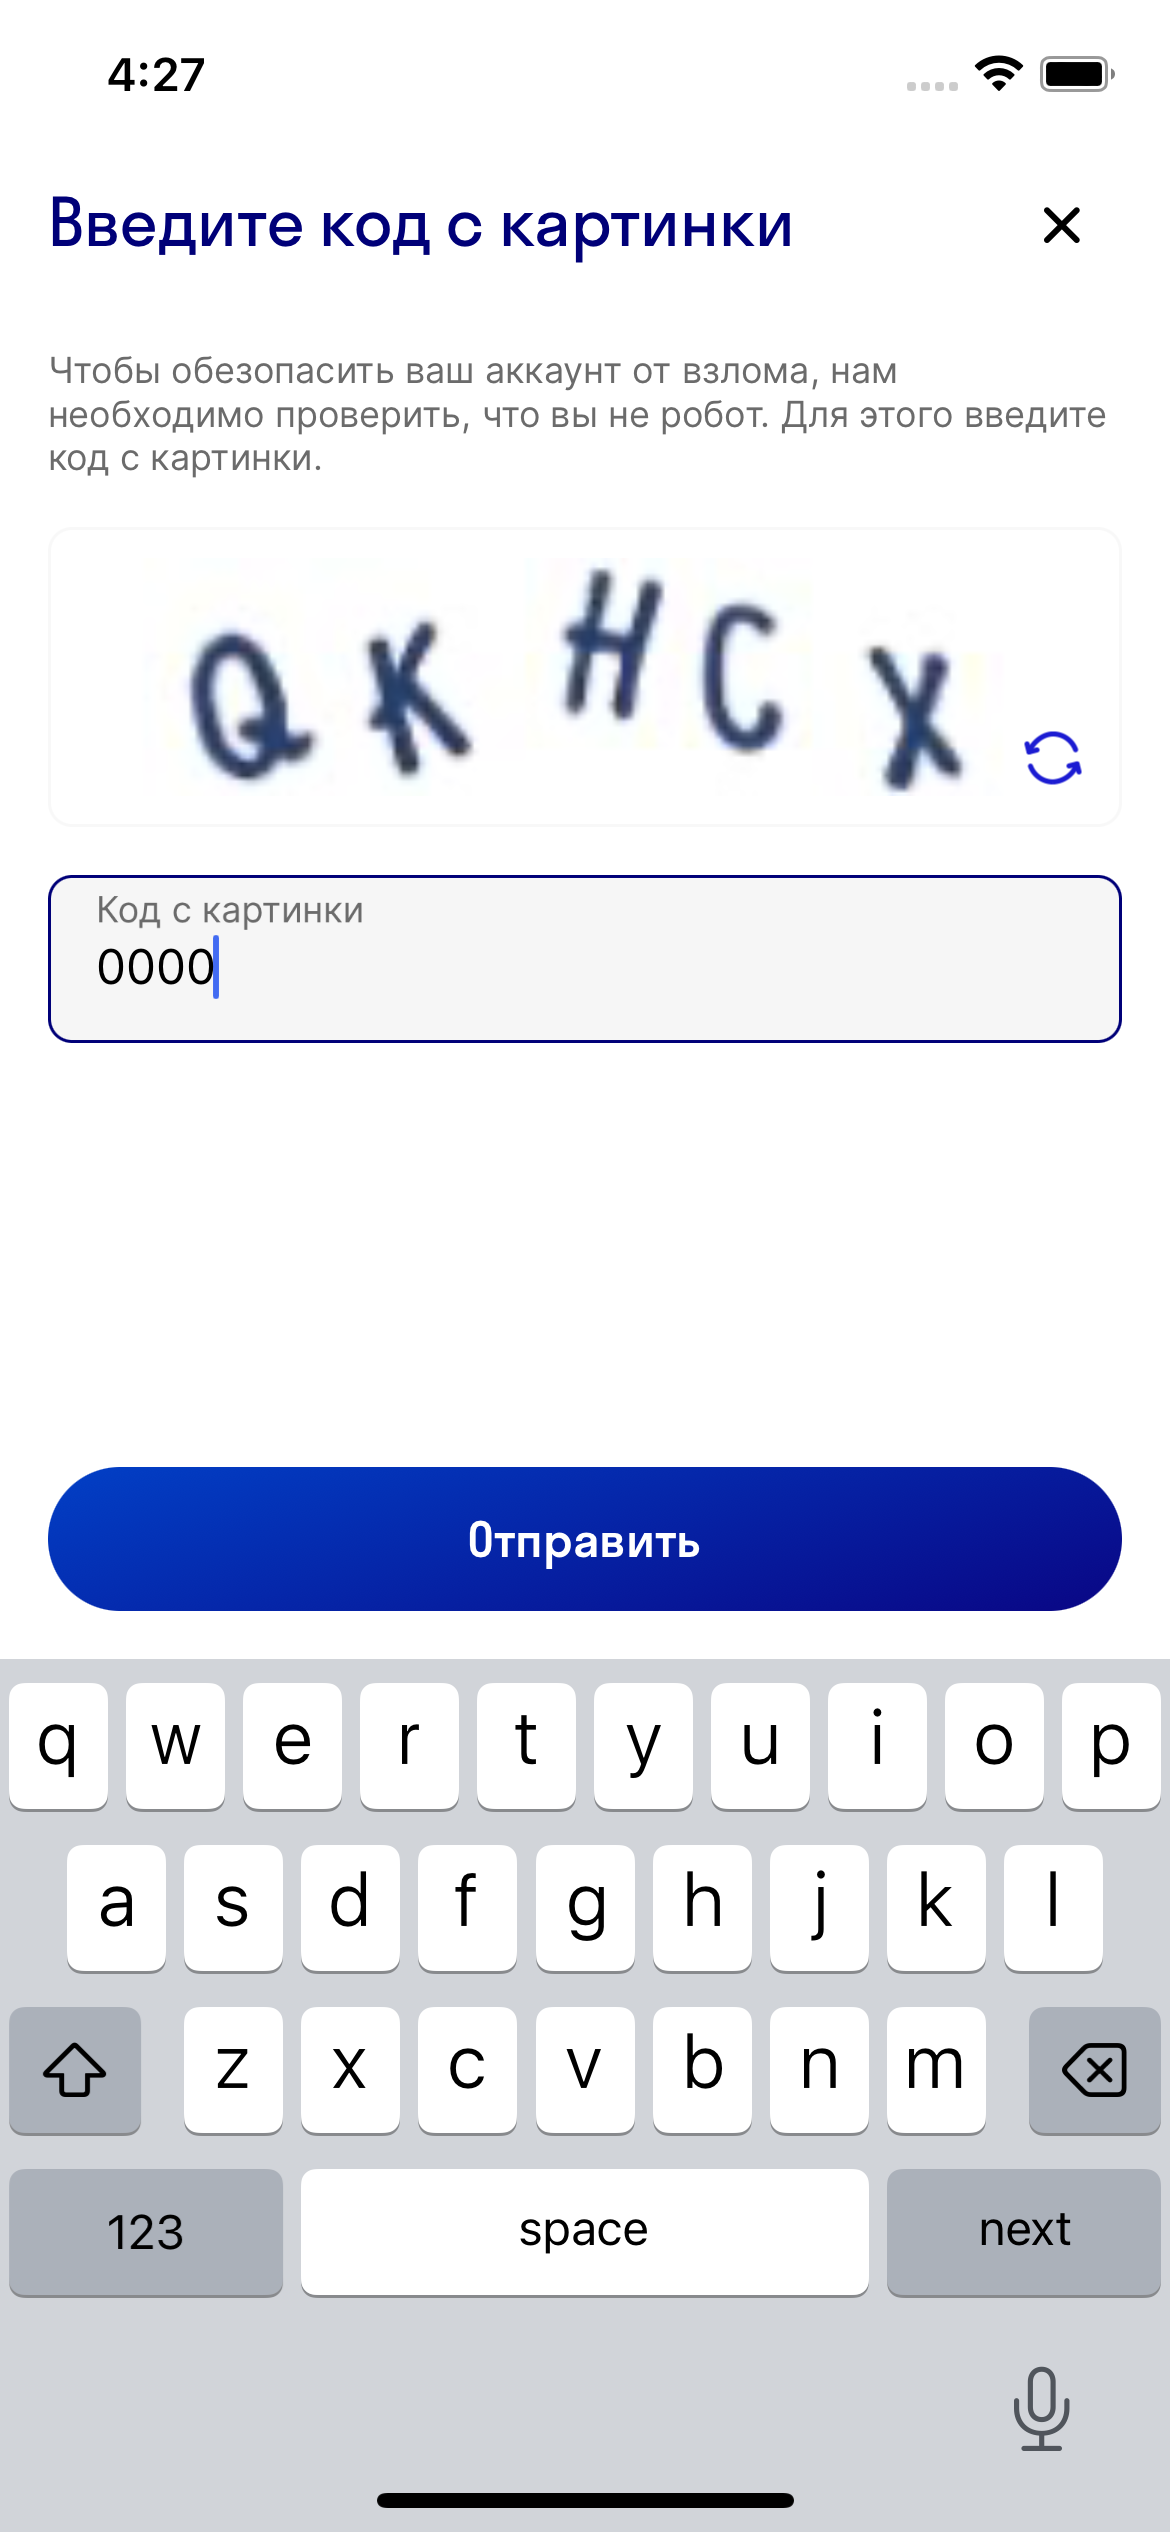 4:27
Введите код с картинки
Чтобы обезопасить ваш аккаунт от взлома, нам
необходимо проверить, что вы не робот. Для этого введите
код с картинки.
QKHCX
Код с картинки
0000
Отправить
q w e r t y u i o p
a s d f g h j k l
z x c v b n m
123 space next